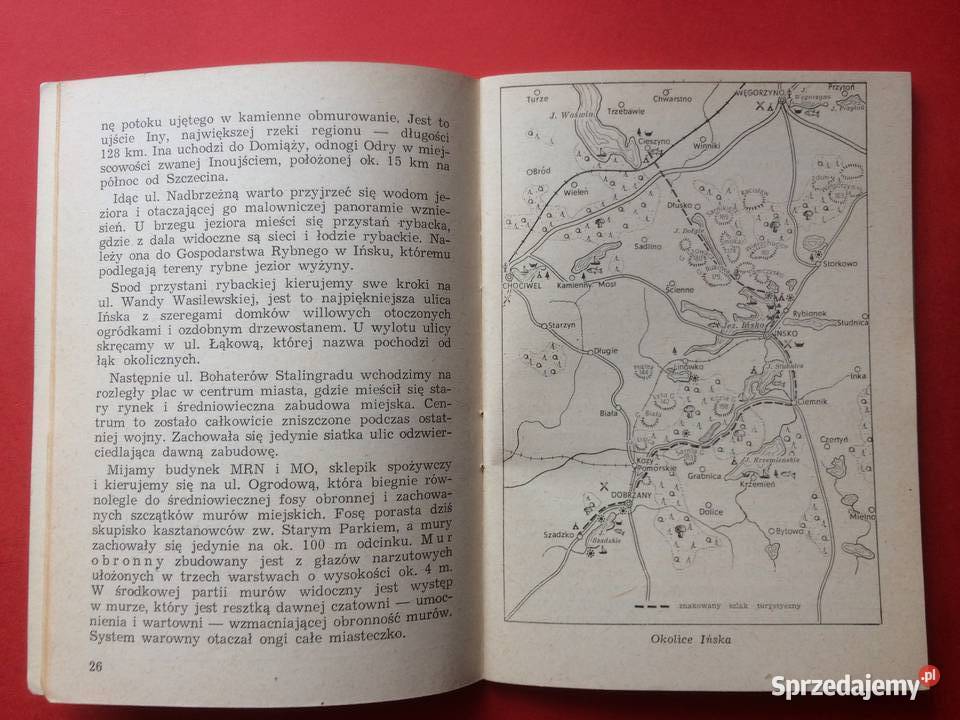 nę potoku ujętego w kamienne obmurowanie. Jest to
ujście Iny, największej rzeki regionu — długości
128 km. Ina uchodzi do Domiąży, odnogi Odry w miej-
scowości zwanej Inoujściem, położonej ok. 15 km na
północ od Szczecina.
Idąc ul. Nadbrzeżną warto przyjrzeć się wodom je-
ziora i otaczającej go malowniczej panoramie wznie-
sień. U brzegu jeziora mieści się przystań rybacka,
gdzie z dala widoczne są sieci i łodzie rybackie. Na-
leży ona do Gospodarstwa Rybnego w Ińsku, któremu
podlegają tereny rybne jezior wyżyny.
Spod przystani rybackiej kierujemy swe kroki na
ul. Wandy Wasilewskiej, jest to najpiękniejsza ulica
Ińska z szeregami domków willowych otoczonych
ogródkami i ozdobnym drzewostanem. U wylotu ulicy
skręcamy w ul. Łąkową, której nazwa pochodzi od
łąk okolicznych.
Następnie ul. Bohaterów Stalingradu wchodzimy na
rozległy plac w centrum miasta, gdzie mieścił się sta-
ry rynek i średniowieczna zabudowa miejska. Cen-
trum to zostało całkowicie zniszczone podczas ostat-
niej wojny. Zachowała się jedynie siatka ulic odzwier-
ciedlająca dawną zabudowę.
Mijamy budynek MRN i MO, sklepik spożywczy
i kierujemy się na ul. Ogrodową, która biegnie rów-
nolegle do średniowiecznej fosy obronnej i zachowa-
nych szczątków murów miejskich. Fosę porasta dziś
skupisko kasztanowców zw. Starym Parkiem, a mury
zachowały się jedynie na ok. 100 m odcinku. Mur
obronny zbudowany jest z głazów narzutowych
ułożonych w trzech warstwach o wysokości ok. 4 m.
W środkowej partii murów widoczny jest występ
w murze, który jest resztką dawnej czatowni — umoc-
nienia i wartowni — wzmacniającej obronność murów.
System warowny otaczał ongi całe miasteczko.
26
Turze
Chwarstno
WĘGORZYNO
Przytoń
J. Węgorzyno
J. Przytoń
Trzebawie
J. Woświn
Cieszyno
Winniki
Bród
Wieleń
Dłusko
J. Dołgie
Sadlino
Storkowo
CHOCIWEL
Kamienny Most
Ścienne
Rybionek
Studnica
Jez. Ińsko
IŃSKO
Starzyn
Długie
Linówko
J. Stubnica
Inka
Biała
Ciemnik
Czertyń
Kozy
Pomorskie
J. Krzemieńskie
Grabnica
Krzemień
DOBRZANY
Dolice
Mielno
Bytowo
Szadzko
J. Szadzkie
znakowany szlak turystyczny
Okolice Ińska
Sprzedajemy.pl